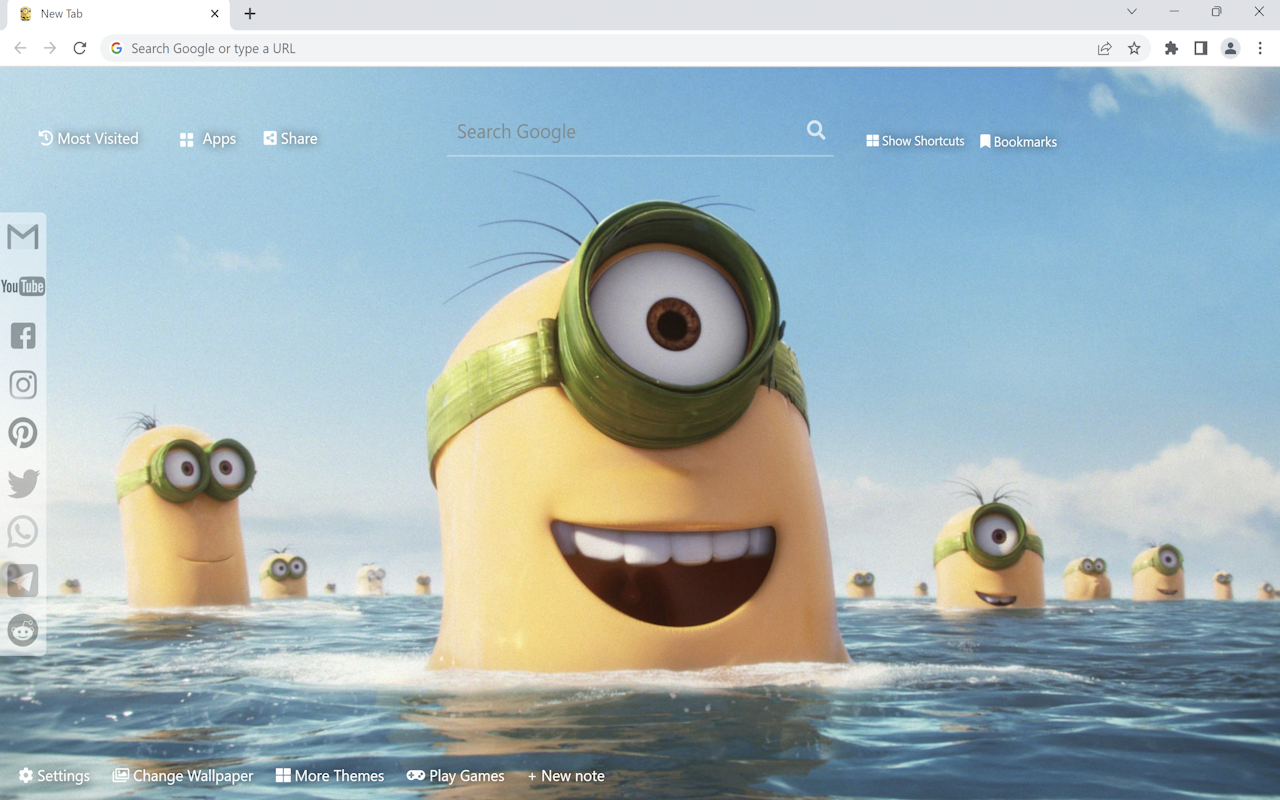 New Tab
Search Google or type a URL
Most Visited
Apps
Share
Search Google
Show Shortcuts
Bookmarks
YouTube
Settings
Change Wallpaper
More Themes
Play Games
+ New note